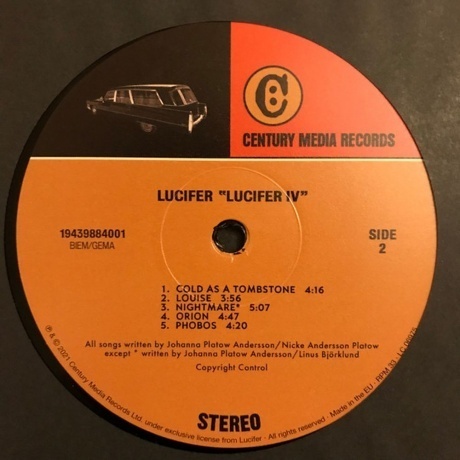 C
CENTURY MEDIA RECORDS
LUCIFER "LUCIFER IV"
19439884001
BIEM/GEMA
SIDE
2
1. COLD AS A TOMBSTONE 4:16
2. LOUISE 3:56
3. NIGHTMARE* 5:07
4. ORION 4:47
5. PHOBOS 4:20
All songs written by Johanna Platow Andersson/Nicke Andersson Platow
except * written by Johanna Platow Andersson/Linus Björklund
Copyright Control
STEREO
℗ & © 2021 Century Media Records Ltd. under exclusive license from Lucifer · All rights reserved · Made in the EU · RPM 33 · LC